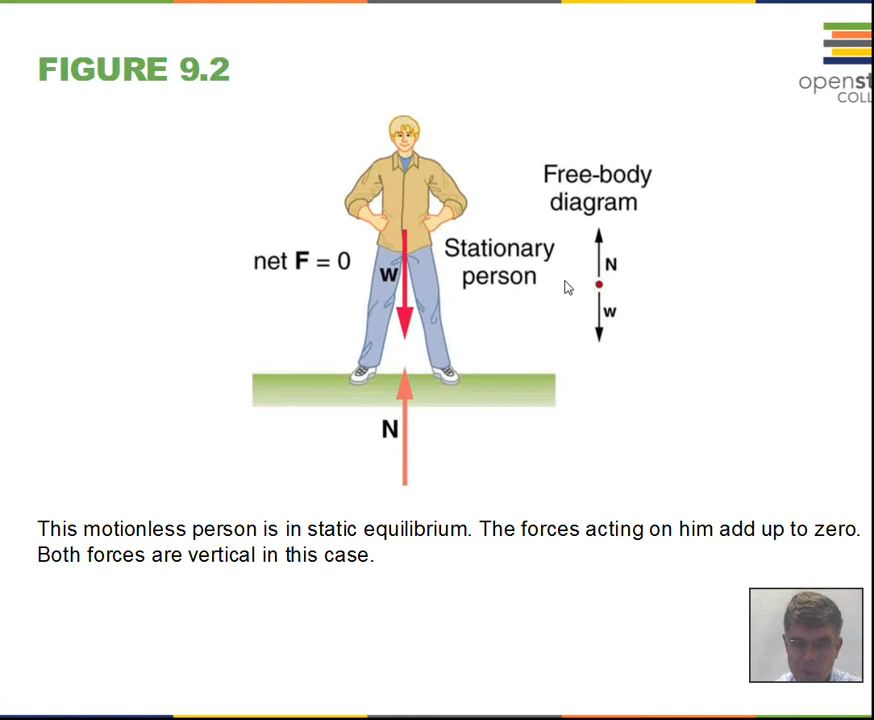 FIGURE 9.2
openst
COLL
Free-body
diagram
net F = 0
w
Stationary
person
N
w
N
This motionless person is in static equilibrium. The forces acting on him add up to zero.
Both forces are vertical in this case.